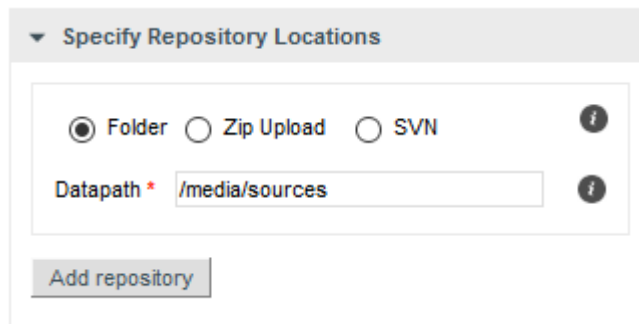 Specify Repository Locations
Folder Zip Upload SVN
Datapath * /media/sources
Add repository